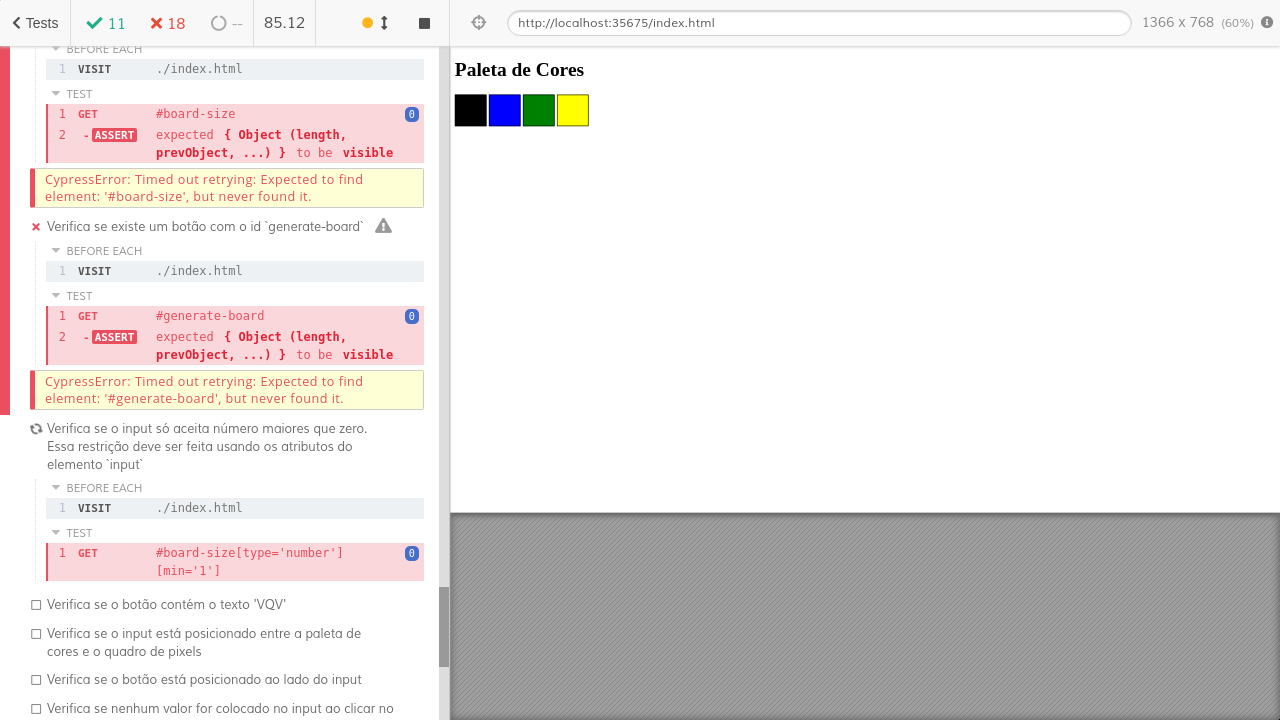 Tests 11 18 -- 85.12
http://localhost:35675/index.html 1366 x 768 (60%)
BEFORE EACH
1 VISIT ./index.html
TEST
1 GET #board-size 0
2 -ASSERT expected { Object (length,
prevObject, ...) } to be visible
CypressError: Timed out retrying: Expected to find
element: '#board-size', but never found it.
Verifica se existe um botão com o id `generate-board`
BEFORE EACH
1 VISIT ./index.html
TEST
1 GET #generate-board 0
2 -ASSERT expected { Object (length,
prevObject, ...) } to be visible
CypressError: Timed out retrying: Expected to find
element: '#generate-board', but never found it.
Verifica se o input só aceita número maiores que zero.
Essa restrição deve ser feita usando os atributos do
elemento `input`
BEFORE EACH
1 VISIT ./index.html
TEST
1 GET #board-size[type='number'] 0
[min='1']
Verifica se o botão contém o texto 'VQV'
Verifica se o input está posicionado entre a paleta de
cores e o quadro de pixels
Verifica se o botão está posicionado ao lado do input
Verifica se nenhum valor for colocado no input ao clicar no
Paleta de Cores